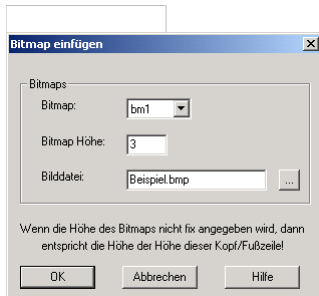 Bitmap einfügen
Bitmaps
Bitmap: bm1
Bitmap Höhe: 3
Bilddatei: Beispiel.bmp ...
Wenn die Höhe des Bitmaps nicht fix angegeben wird, dann
entspricht die Höhe der Höhe dieser Kopf/Fußzeile!
OK Abbrechen Hilfe